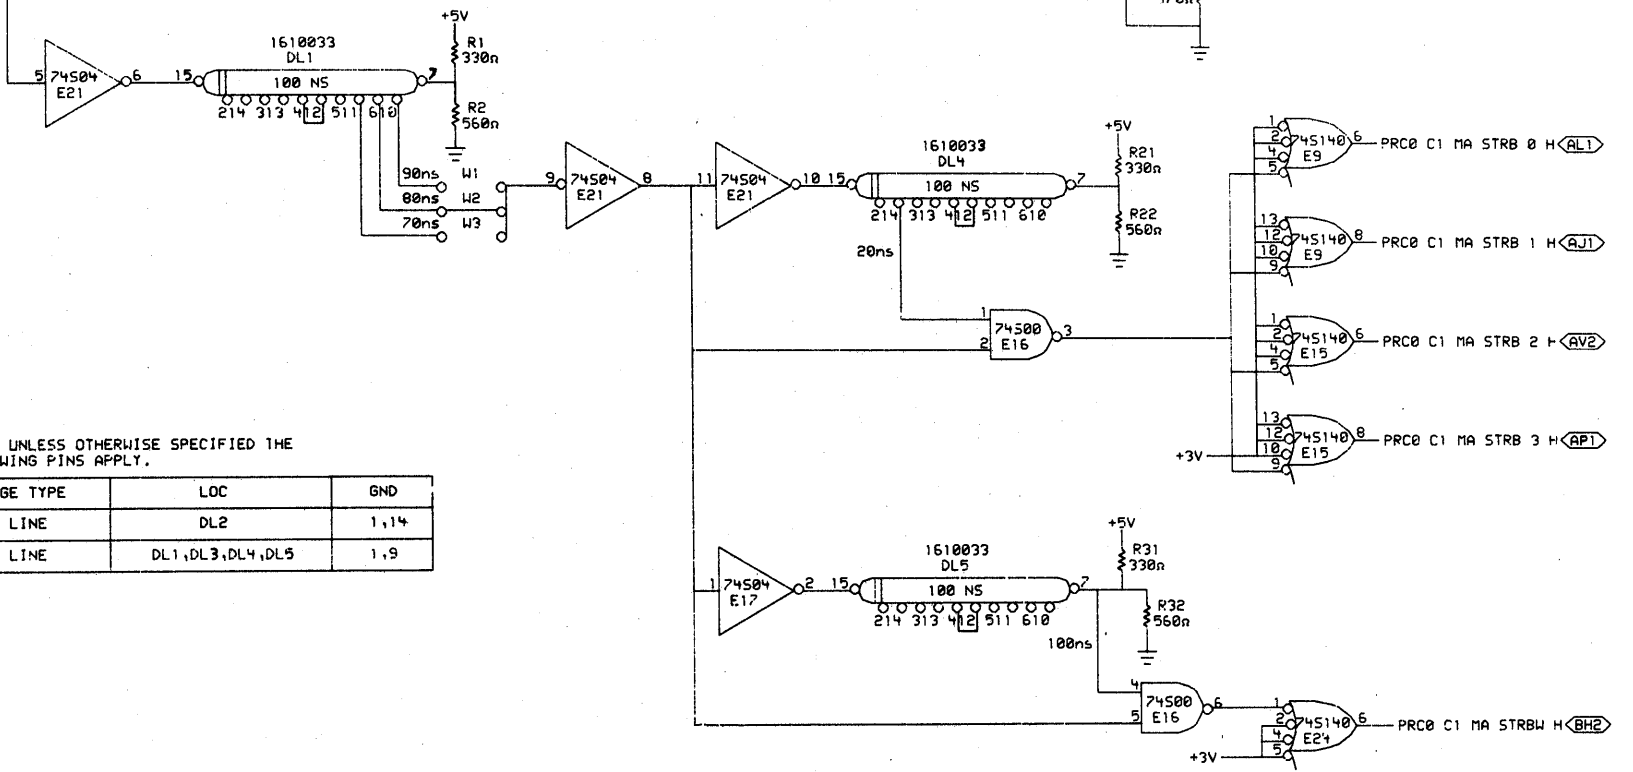 +5V
1610033
DL1
R1
330Ω
5 74S04 6
E21
15 100 NS 7
214 313 412 511 610
R2
560Ω
90ns W1
80ns W2
70ns W3
9 74S04 8
E21
11 74S04 10
E21
1610033
DL4
15 100 NS 7
214 313 412 511 610
+5V
R21
330Ω
R22
560Ω
20ns
1
2
74S00
E16
3
1
2
4
5
74S140
E9
6
PRC0 C1 MA STRB 0 H AL1
13
12
10
9
74S140
E9
8
PRC0 C1 MA STRB 1 H AJ1
1
2
4
5
74S140
E15
6
PRC0 C1 MA STRB 2 H AV2
13
12
10
9
74S140
E15
8
PRC0 C1 MA STRB 3 H AP1
+3V
UNLESS OTHERWISE SPECIFIED THE
WING PINS APPLY.
GE TYPE LOC GND
LINE DL2 1,14
LINE DL1,DL3,DL4,DL5 1,9
1 74S04 2
E17
1610033
DL5
15 100 NS 7
214 313 412 511 610
+5V
R31
330Ω
R32
560Ω
100ns
4
5
74S00
E16
6
1
2
4
5
74S140
E24
6
PRC0 C1 MA STRBW H BH2
+3V